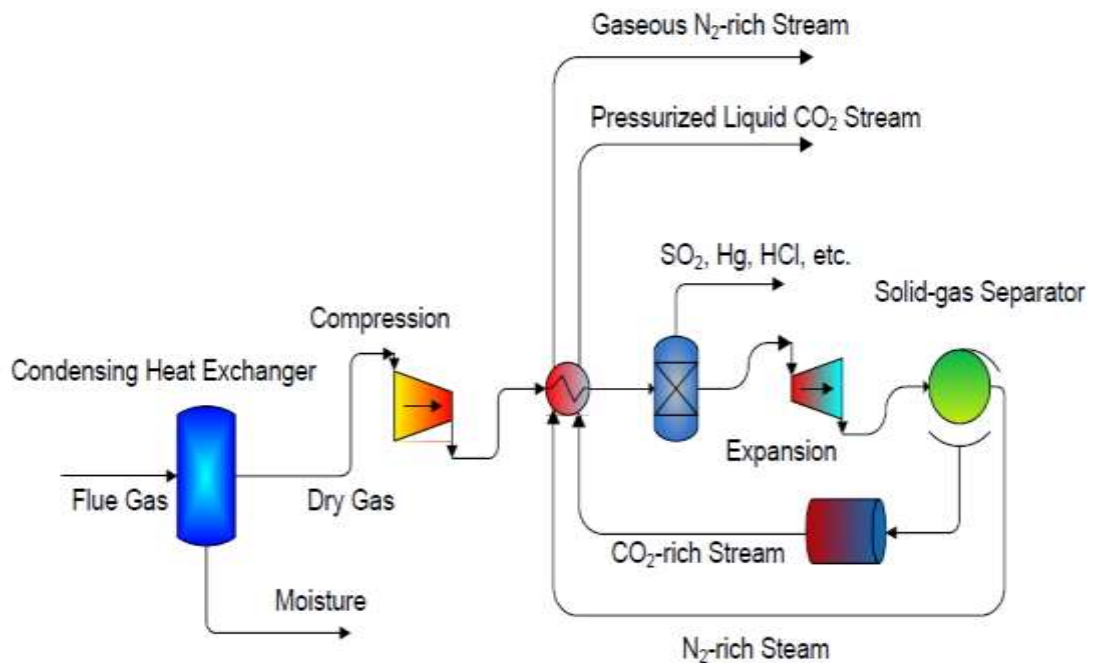 Gaseous N₂-rich Stream
Pressurized Liquid CO₂ Stream
SO₂, Hg, HCl, etc.
Solid-gas Separator
Compression
Condensing Heat Exchanger
Expansion
Flue Gas
Dry Gas
CO₂-rich Stream
Moisture
N₂-rich Steam